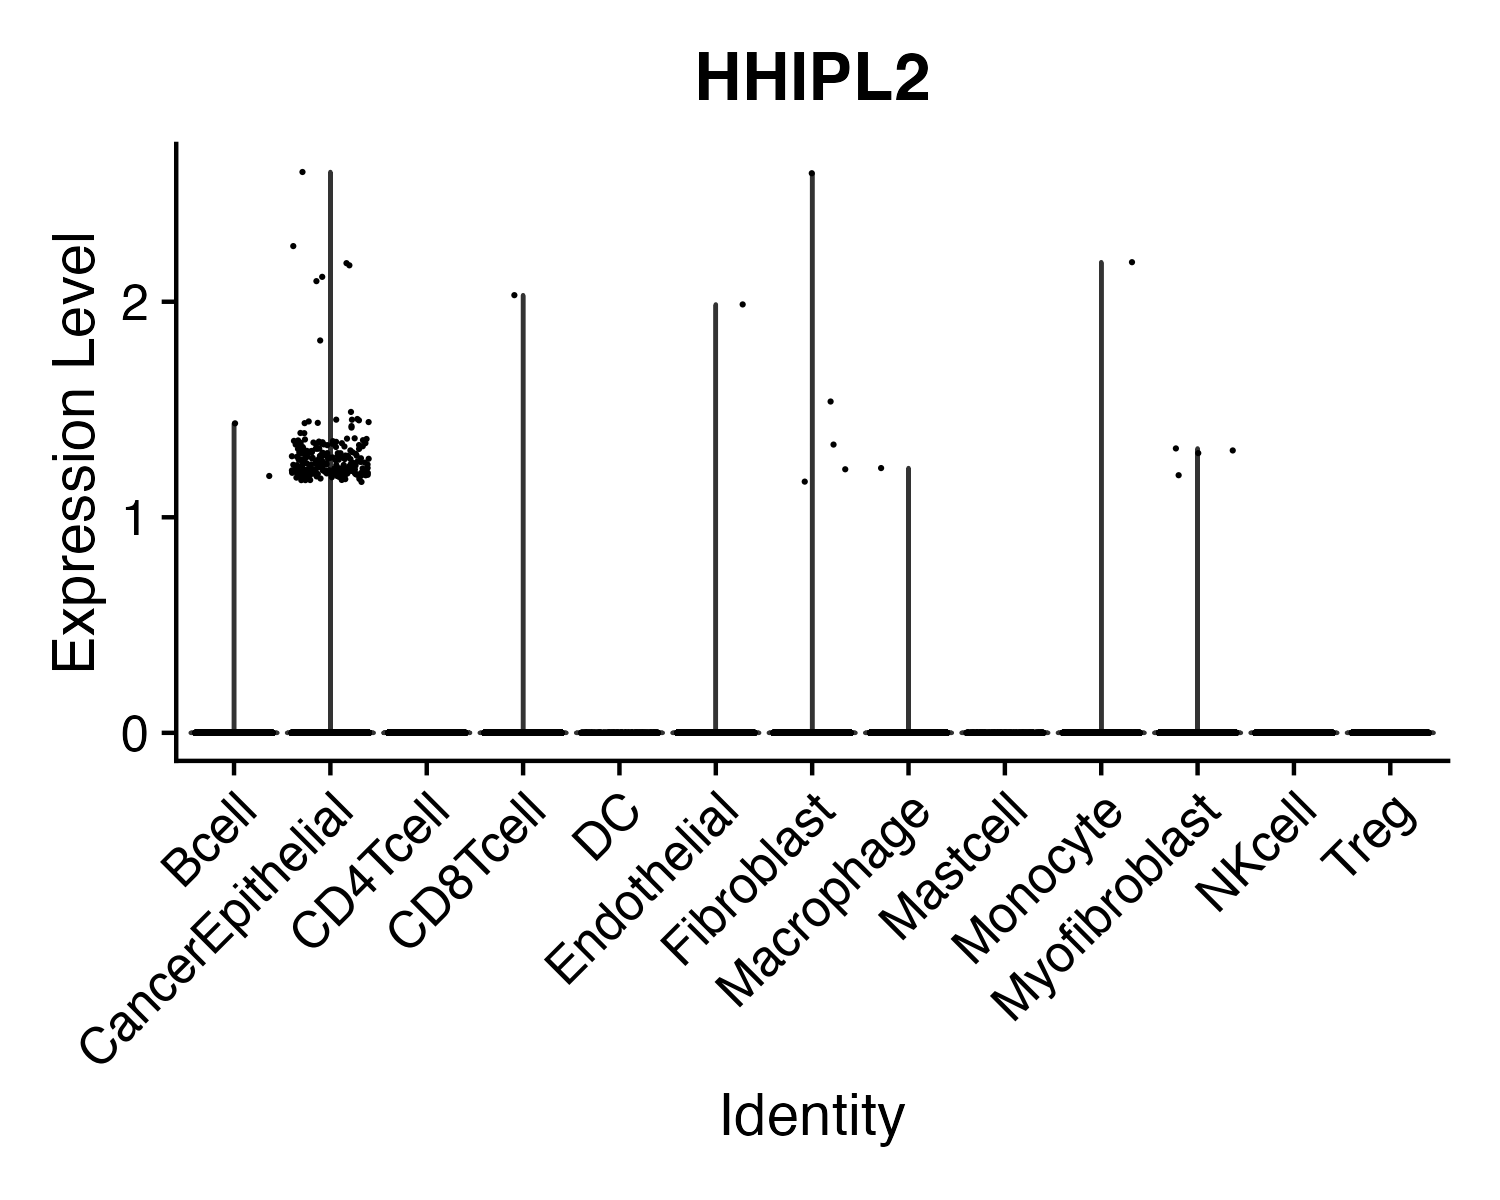 HHIPL2
Expression Level
2
1
0
Bcell
CancerEpithelial
CD4Tcell
CD8Tcell
DC
Endothelial
Fibroblast
Macrophage
Mastcell
Monocyte
Myofibroblast
NKcell
Treg
Identity